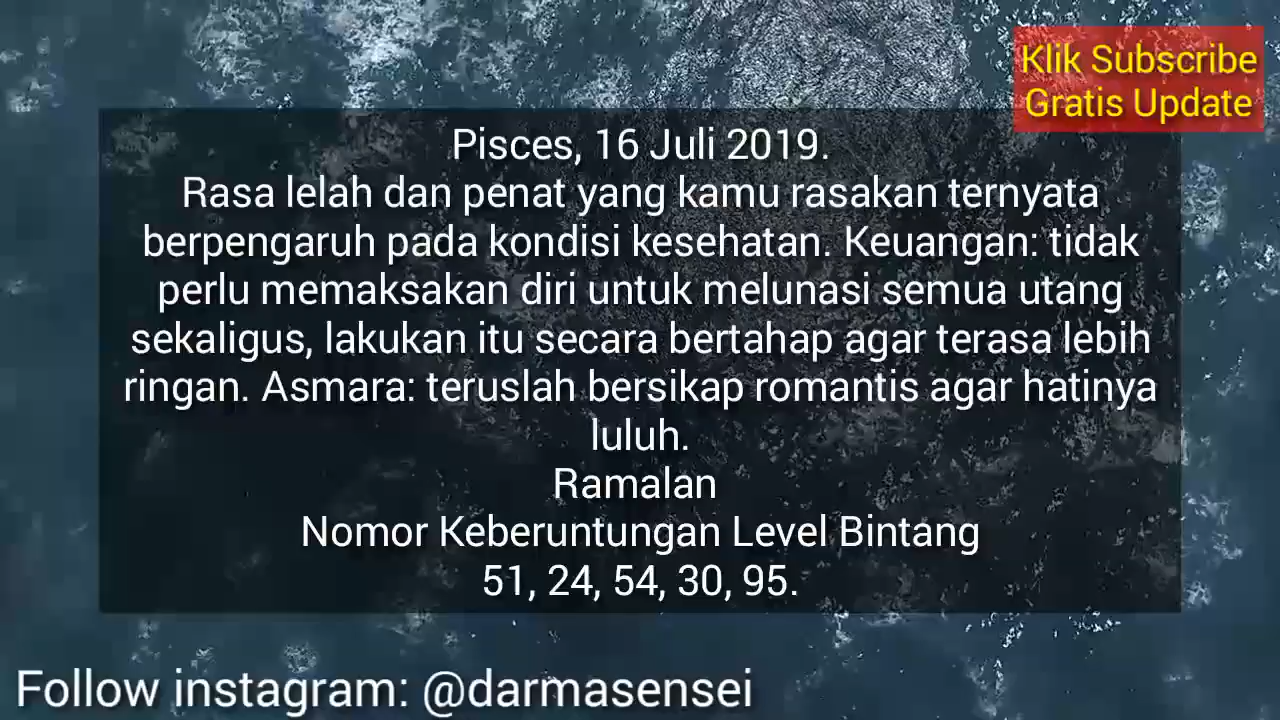 Klik Subscribe
Gratis Update
Pisces, 16 Juli 2019.
Rasa lelah dan penat yang kamu rasakan ternyata
berpengaruh pada kondisi kesehatan. Keuangan: tidak
perlu memaksakan diri untuk melunasi semua utang
sekaligus, lakukan itu secara bertahap agar terasa lebih
ringan. Asmara: teruslah bersikap romantis agar hatinya
luluh.
Ramalan
Nomor Keberuntungan Level Bintang
51, 24, 54, 30, 95.
Follow instagram: @darmasensei